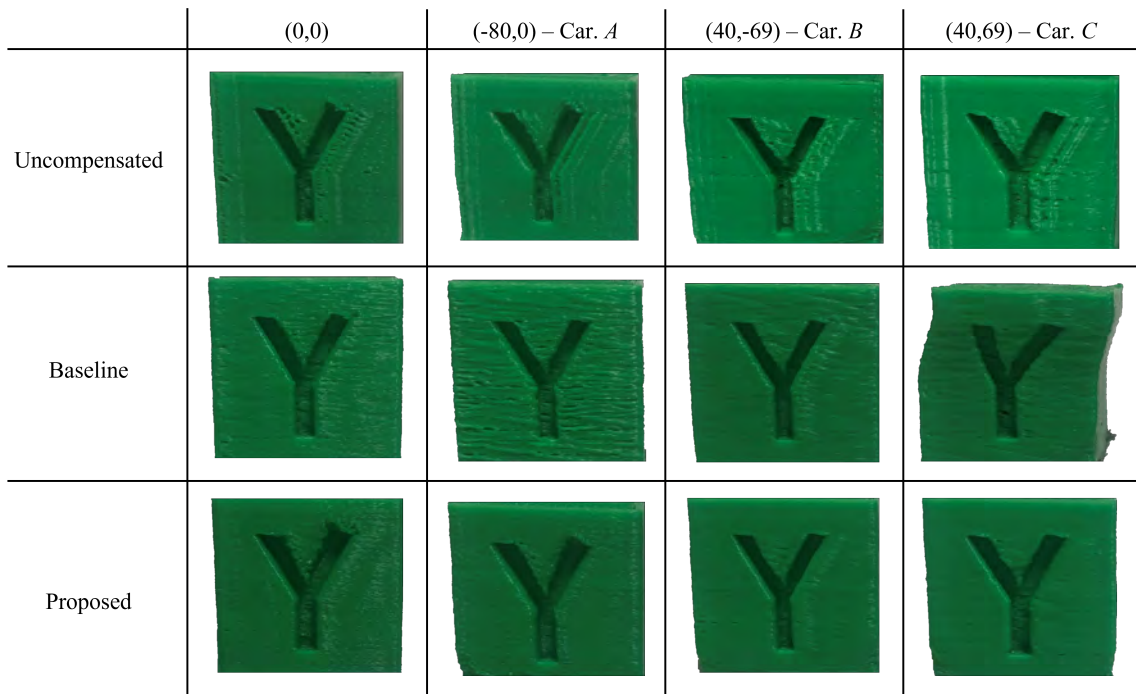 (0,0) (-80,0) – Car. A (40,-69) – Car. B (40,69) – Car. C
Uncompensated Y Y Y Y
Baseline Y Y Y Y
Proposed Y Y Y Y